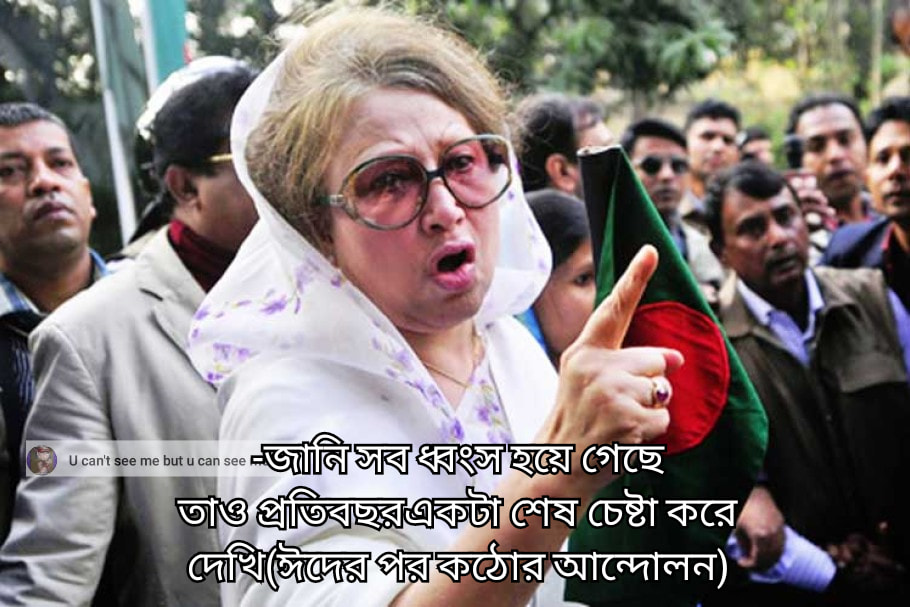 U can't see me but u can see
-জানি সব ধ্বংস হয়ে গেছে
তাও প্রতিবছরএকটা শেষ চেষ্টা করে
দেখি(ঈদের পর কঠোর আন্দোলন)